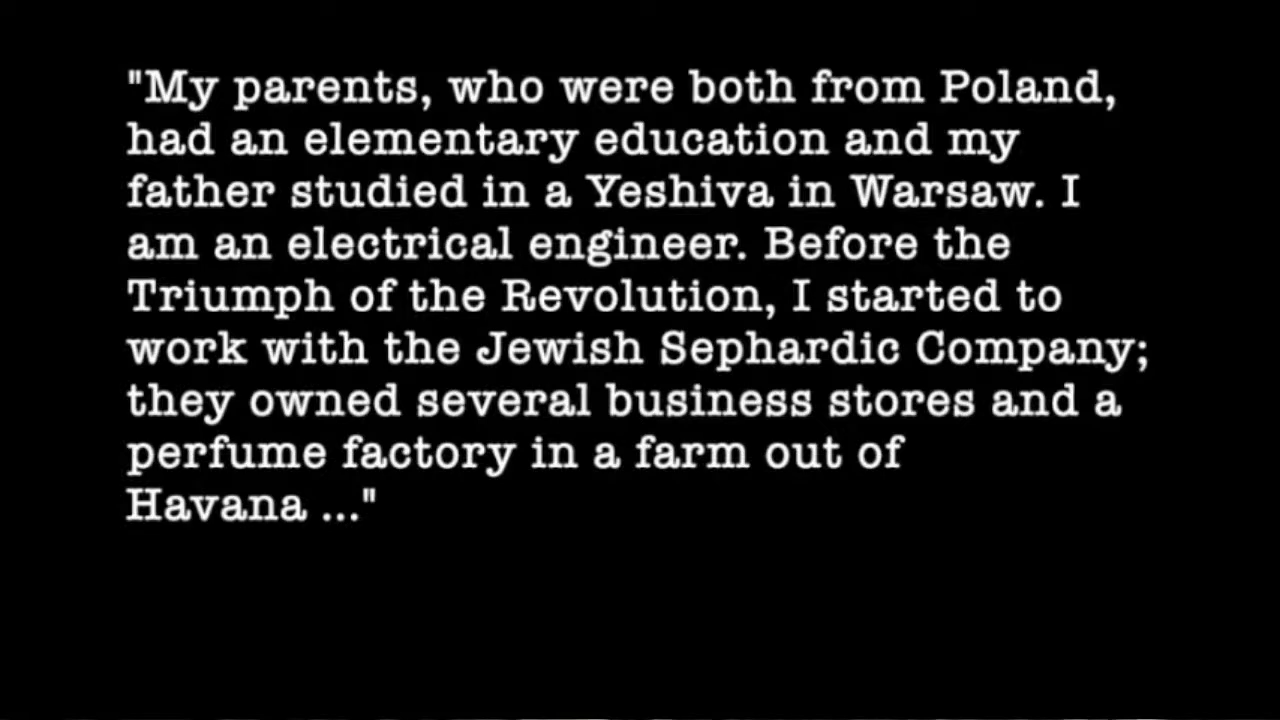 "My parents, who were both from Poland,
had an elementary education and my
father studied in a Yeshiva in Warsaw. I
am an electrical engineer. Before the
Triumph of the Revolution, I started to
work with the Jewish Sephardic Company;
they owned several business stores and a
perfume factory in a farm out of
Havana ..."